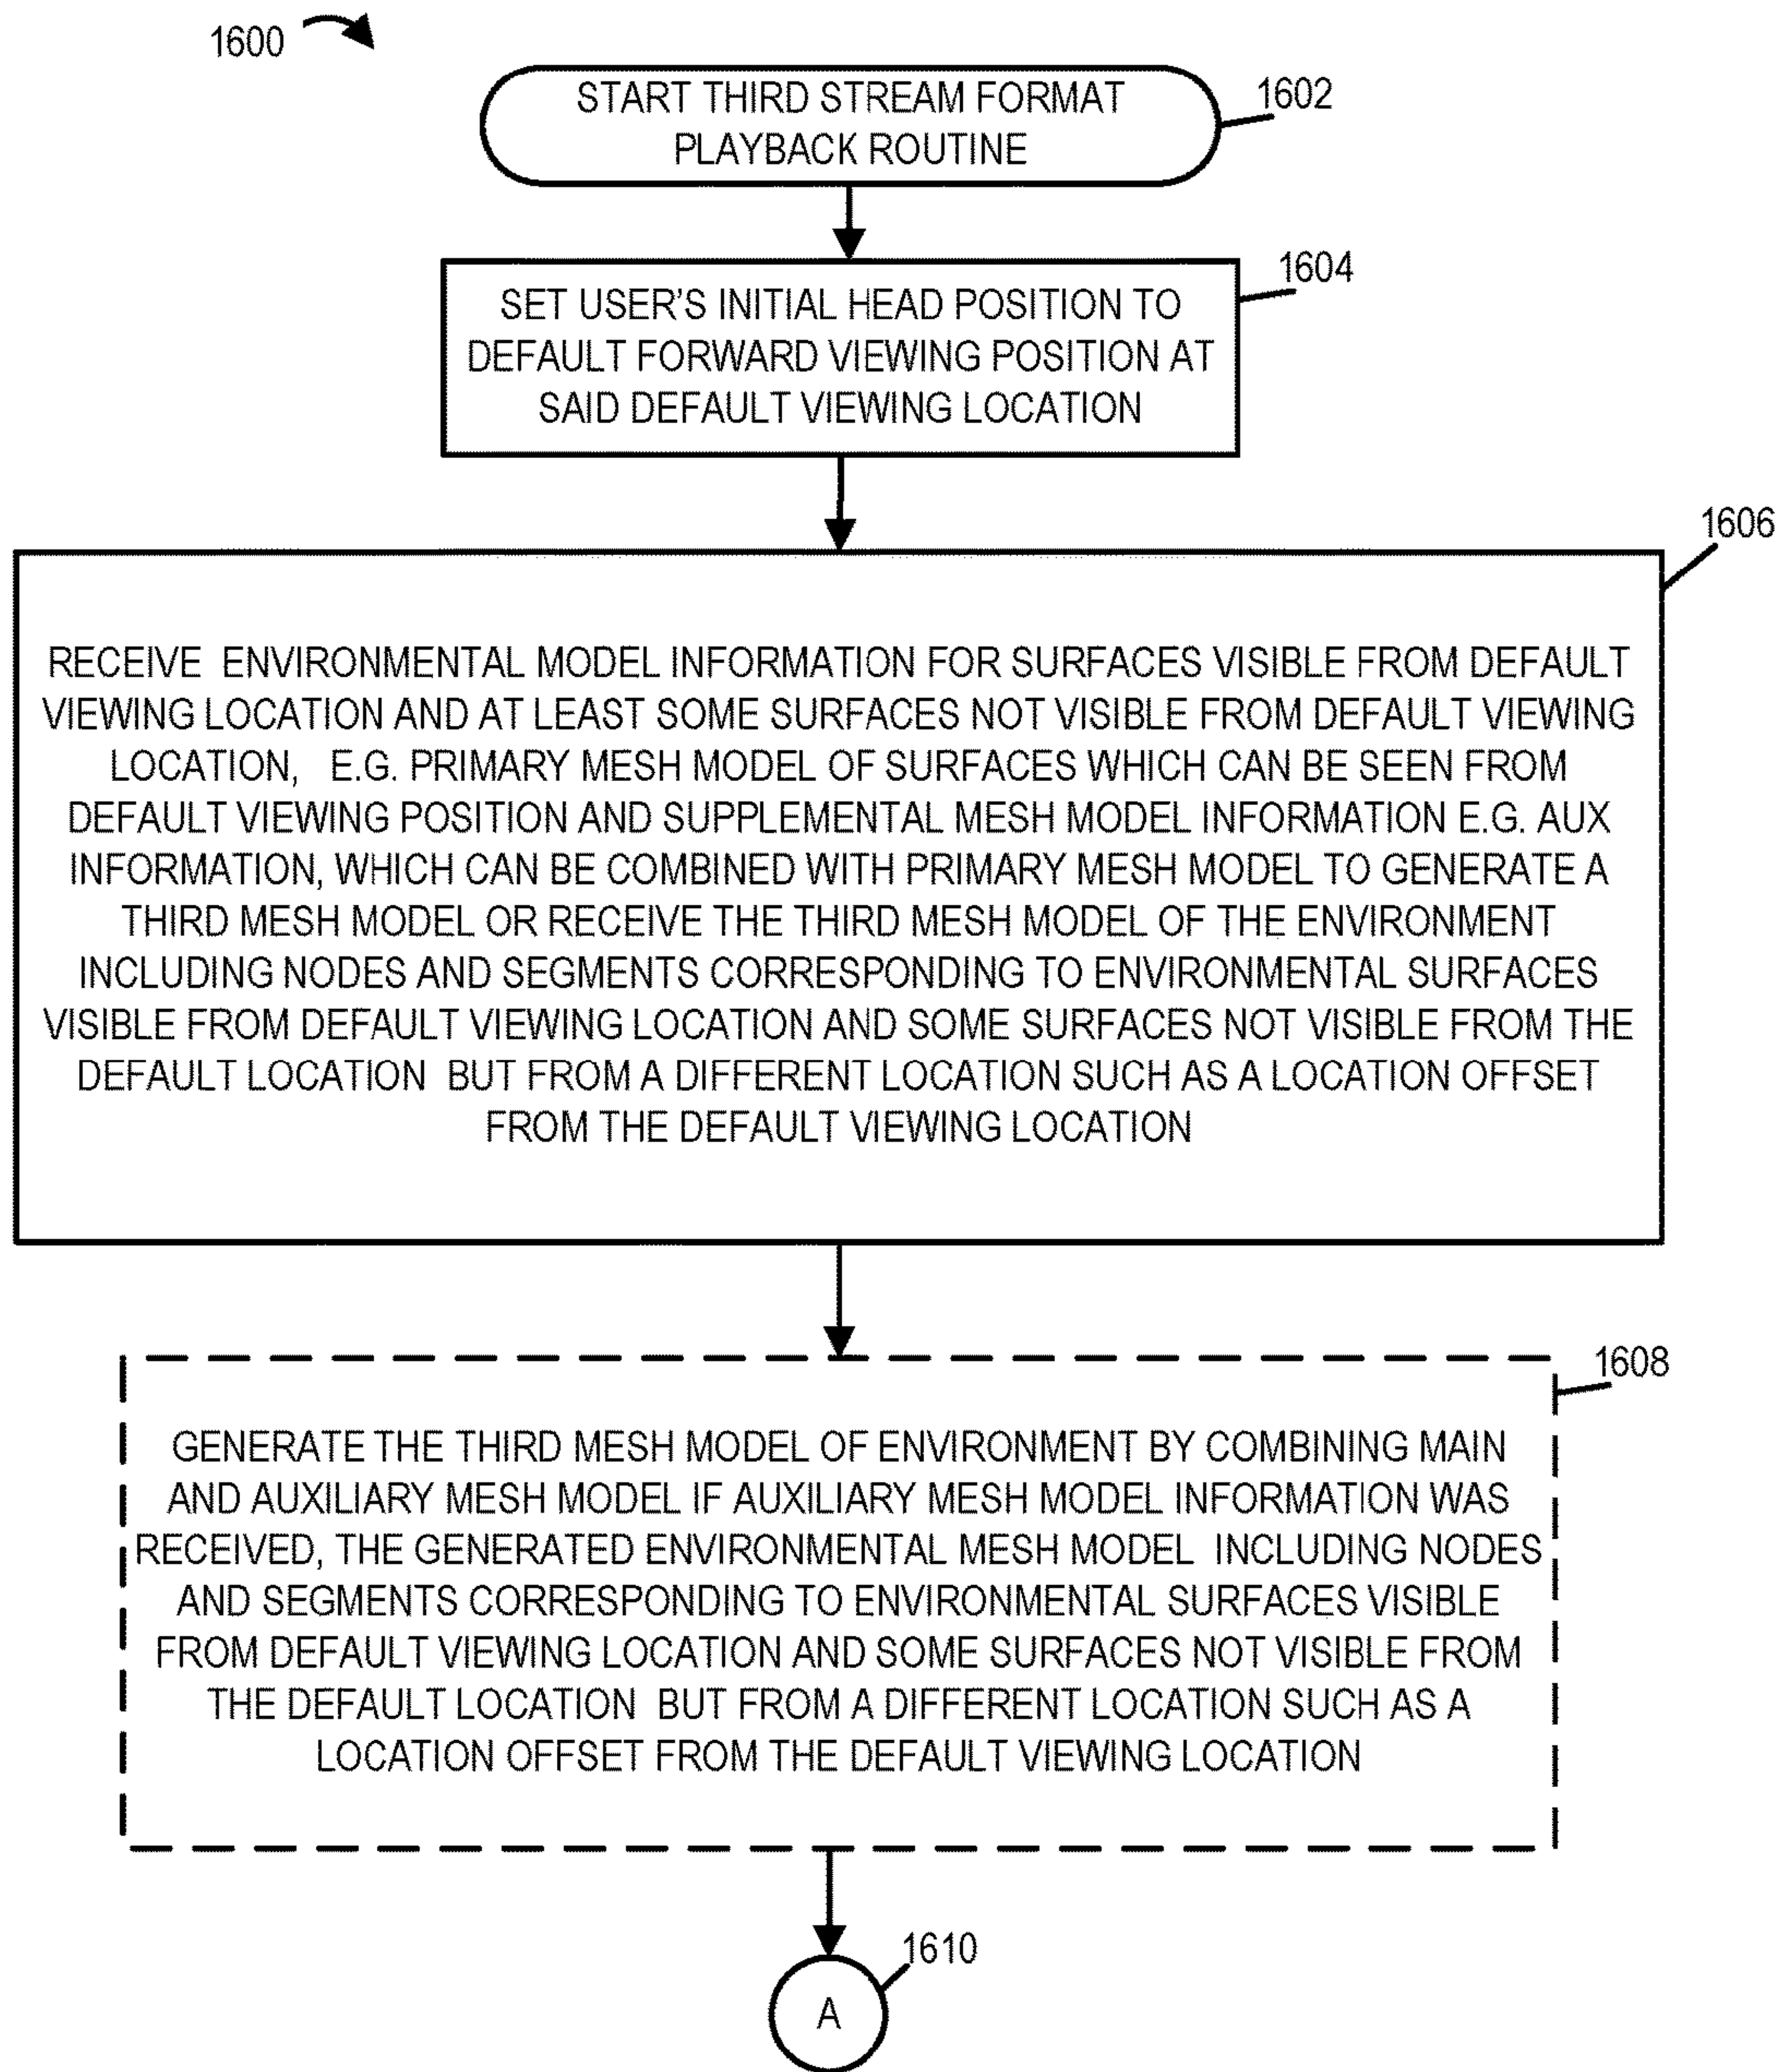 1600
START THIRD STREAM FORMAT
PLAYBACK ROUTINE
1602
SET USER'S INITIAL HEAD POSITION TO
DEFAULT FORWARD VIEWING POSITION AT
SAID DEFAULT VIEWING LOCATION
1604
1606
RECEIVE ENVIRONMENTAL MODEL INFORMATION FOR SURFACES VISIBLE FROM DEFAULT
VIEWING LOCATION AND AT LEAST SOME SURFACES NOT VISIBLE FROM DEFAULT VIEWING
LOCATION, E.G. PRIMARY MESH MODEL OF SURFACES WHICH CAN BE SEEN FROM
DEFAULT VIEWING POSITION AND SUPPLEMENTAL MESH MODEL INFORMATION E.G. AUX
INFORMATION, WHICH CAN BE COMBINED WITH PRIMARY MESH MODEL TO GENERATE A
THIRD MESH MODEL OR RECEIVE THE THIRD MESH MODEL OF THE ENVIRONMENT
INCLUDING NODES AND SEGMENTS CORRESPONDING TO ENVIRONMENTAL SURFACES
VISIBLE FROM DEFAULT VIEWING LOCATION AND SOME SURFACES NOT VISIBLE FROM THE
DEFAULT LOCATION BUT FROM A DIFFERENT LOCATION SUCH AS A LOCATION OFFSET
FROM THE DEFAULT VIEWING LOCATION
1608
GENERATE THE THIRD MESH MODEL OF ENVIRONMENT BY COMBINING MAIN
AND AUXILIARY MESH MODEL IF AUXILIARY MESH MODEL INFORMATION WAS
RECEIVED, THE GENERATED ENVIRONMENTAL MESH MODEL INCLUDING NODES
AND SEGMENTS CORRESPONDING TO ENVIRONMENTAL SURFACES VISIBLE
FROM DEFAULT VIEWING LOCATION AND SOME SURFACES NOT VISIBLE FROM
THE DEFAULT LOCATION BUT FROM A DIFFERENT LOCATION SUCH AS A
LOCATION OFFSET FROM THE DEFAULT VIEWING LOCATION
1610
A